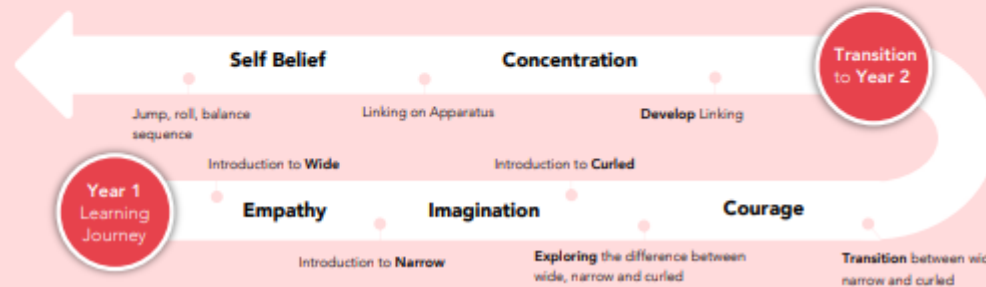 Self Belief
Concentration
Transition
to Year 2
Jump, roll, balance
sequence
Linking on Apparatus
Develop Linking
Introduction to Wide
Introduction to Curled
Year 1
Learning
Journey
Empathy
Imagination
Courage
Introduction to Narrow
Exploring the difference between
wide, narrow and curled
Transition between
narrow and curled